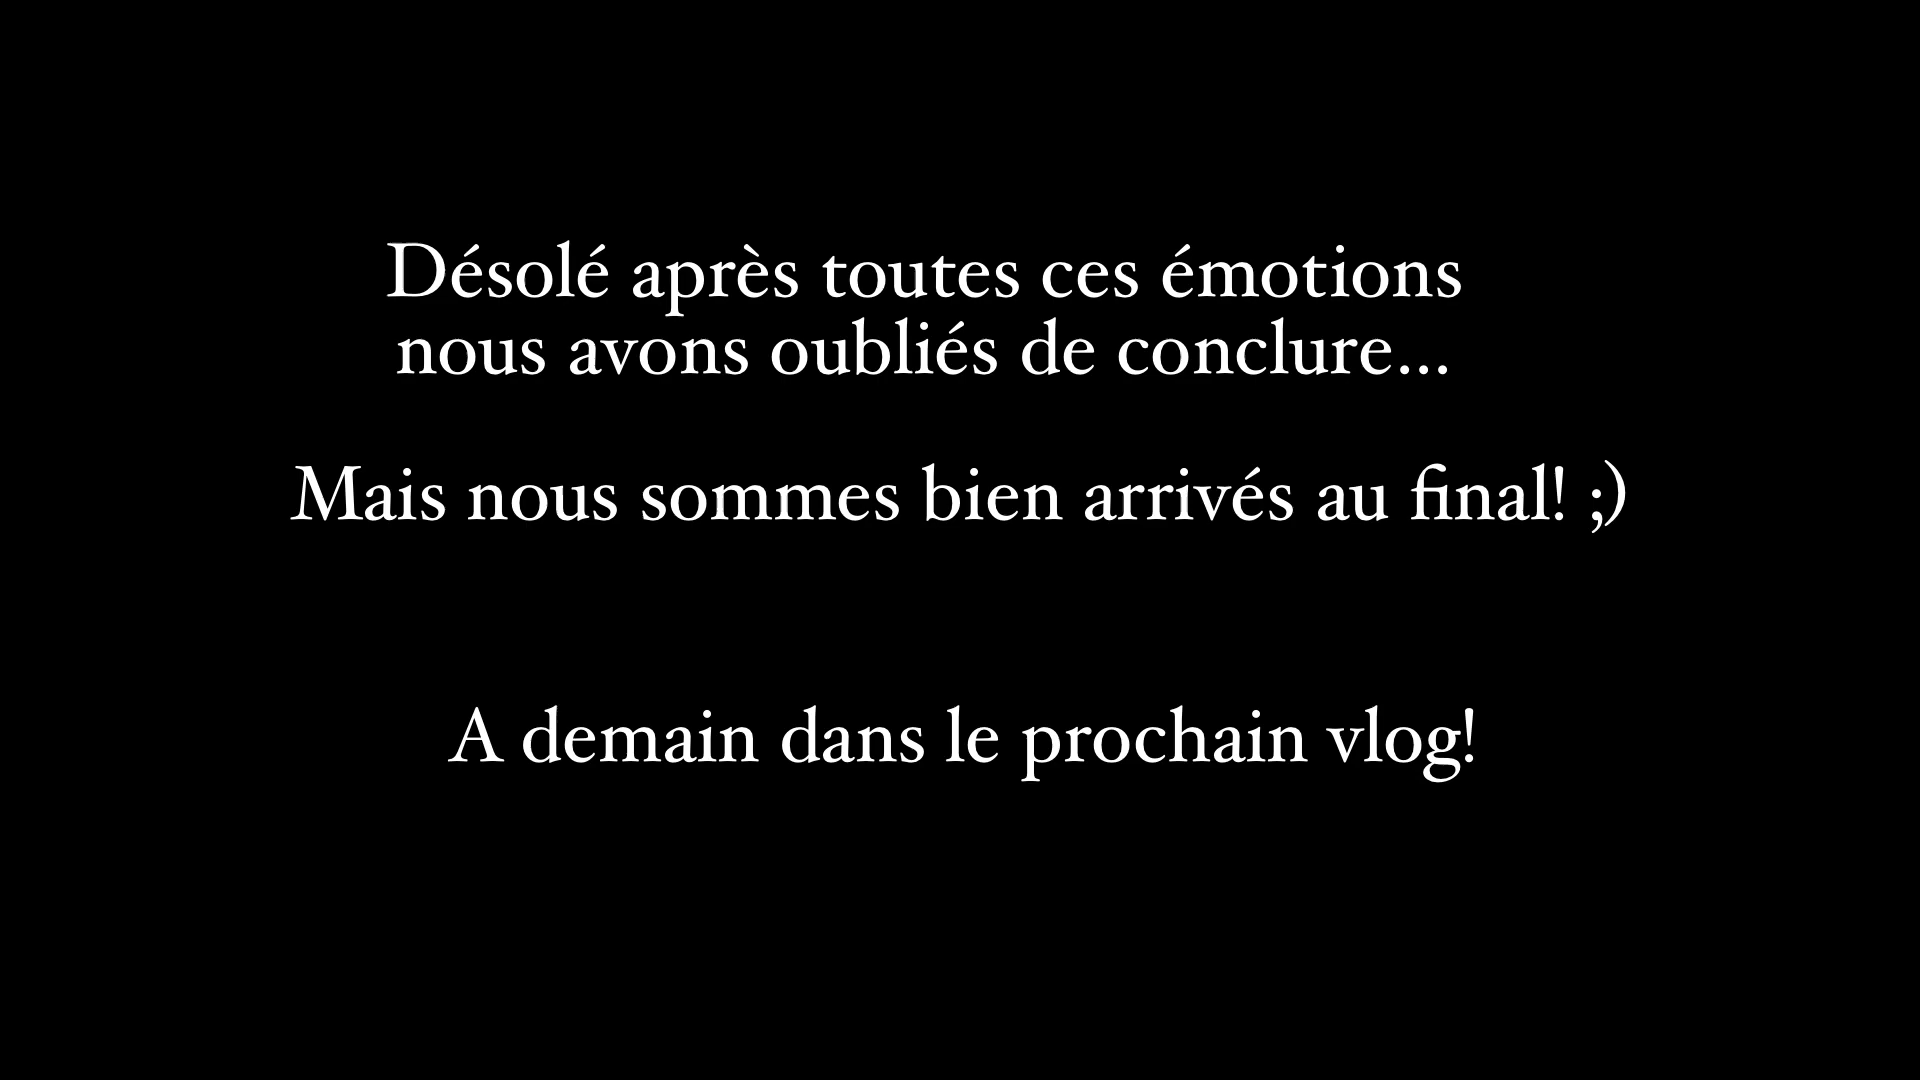 Désolé après toutes ces émotions
nous avons oubliés de conclure...
Mais nous sommes bien arrivés au final! ;)
A demain dans le prochain vlog!